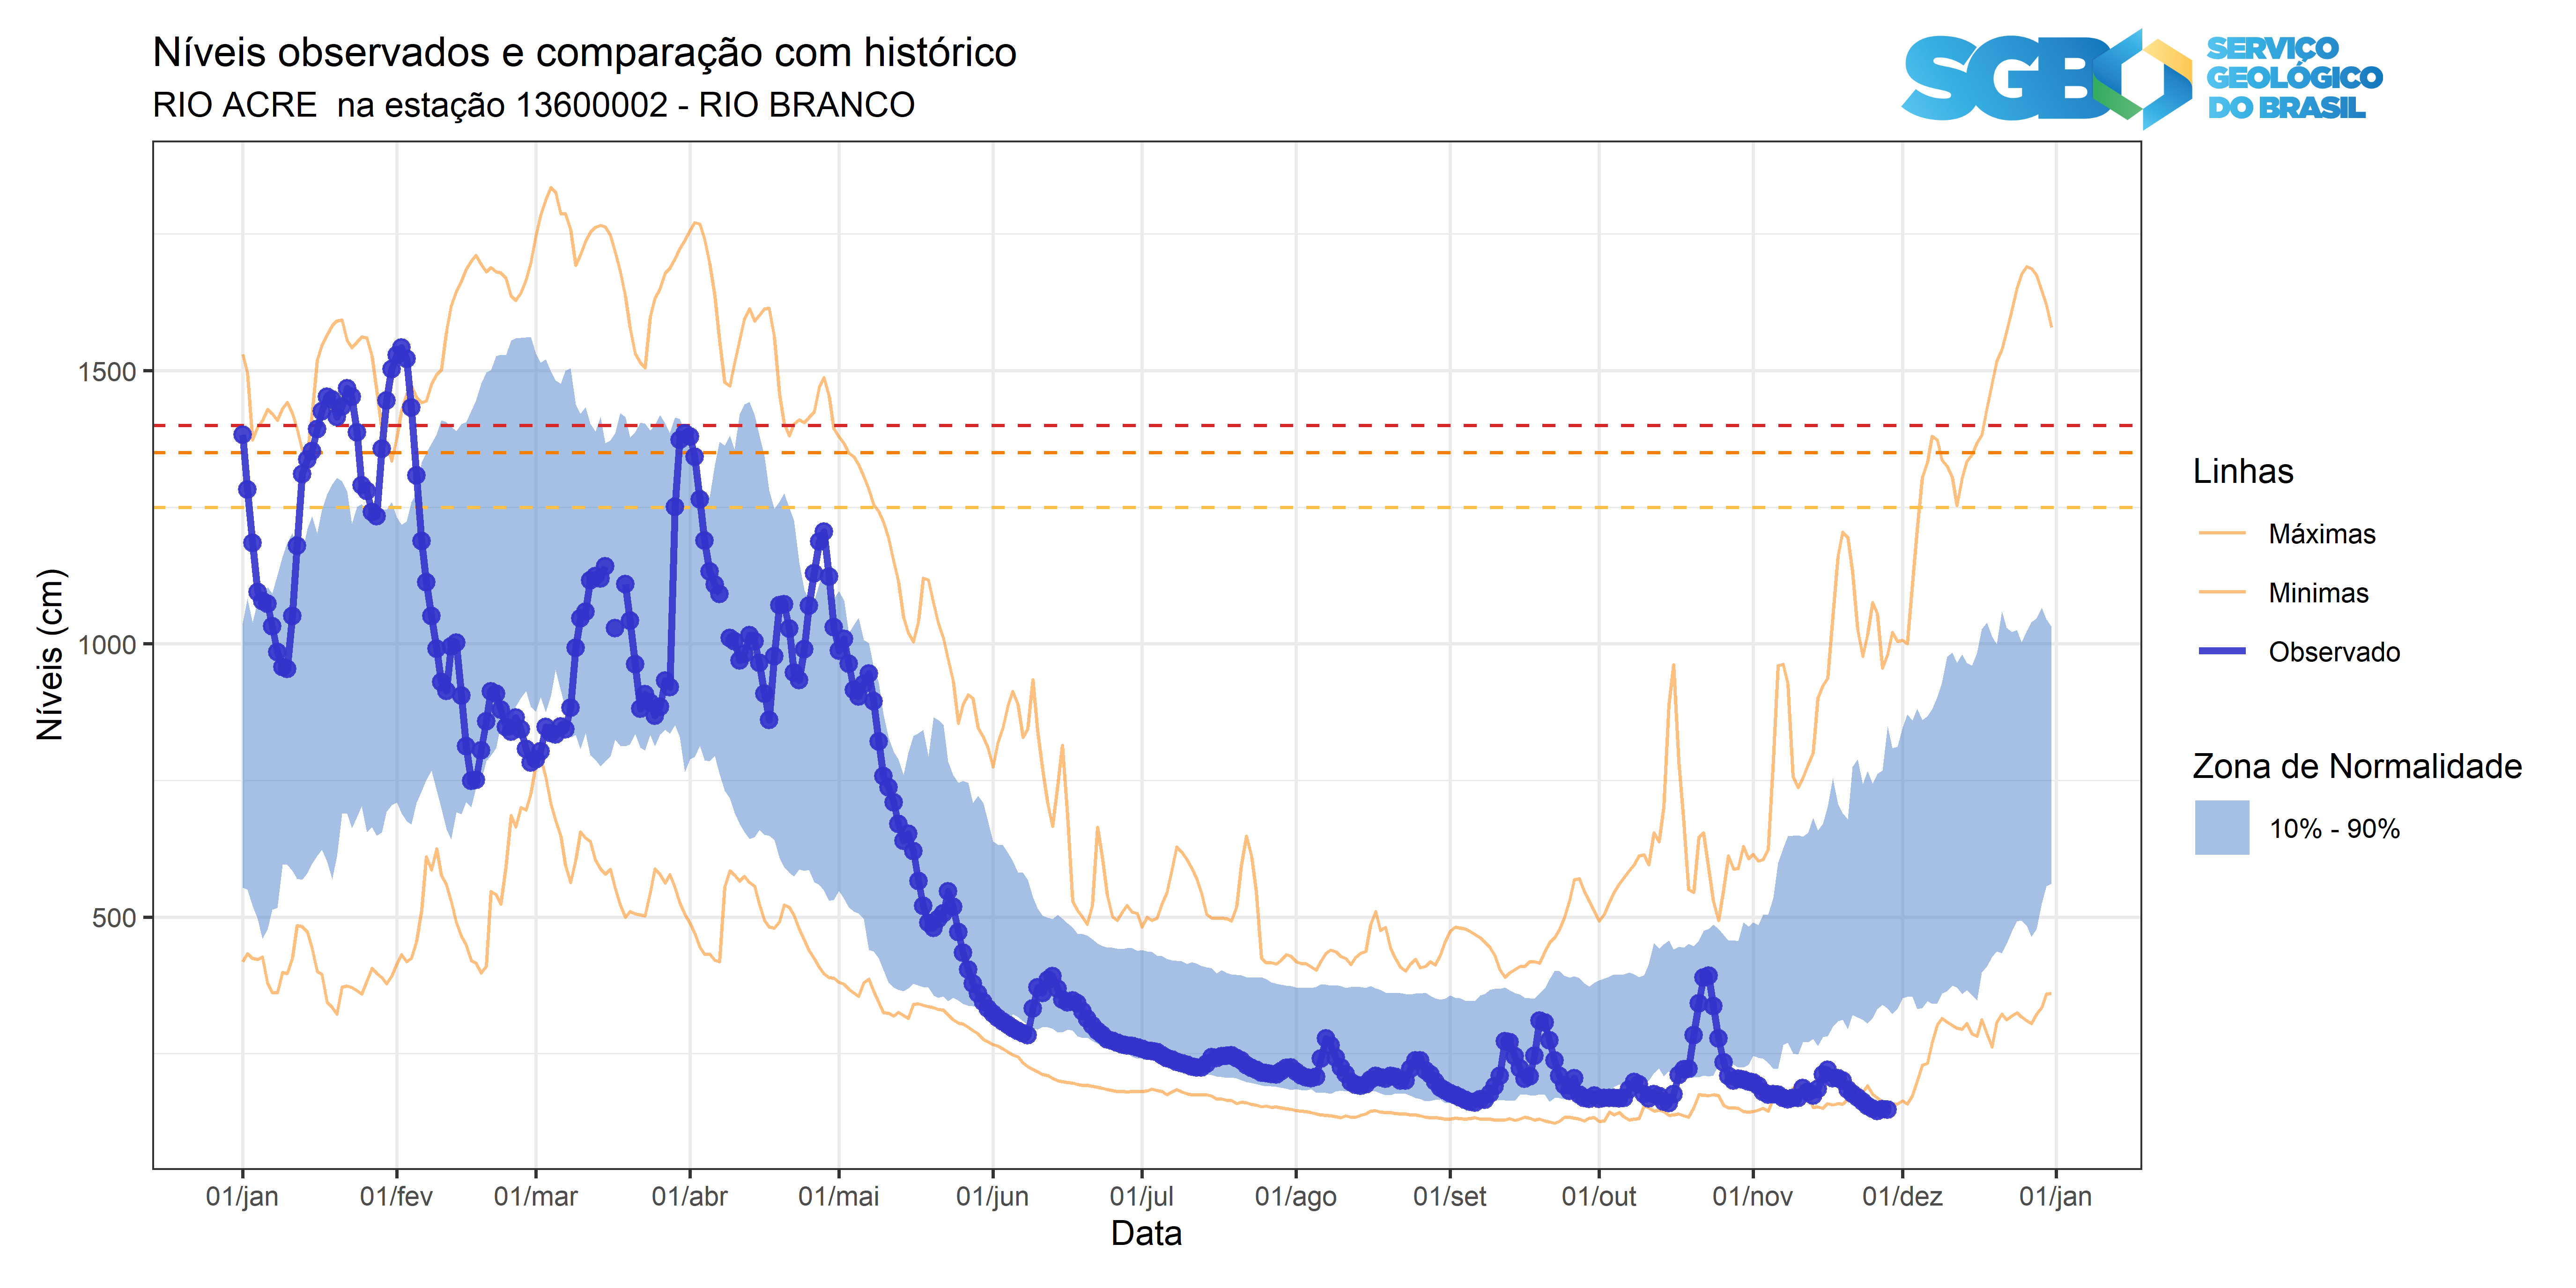 Níveis observados e comparação com histórico
RIO ACRE  na estação 13600002 - RIO BRANCO
SGB
SERVIÇO
GEOLÓGICO
DO BRASIL
Níveis (cm)
1500
1000
500
01/jan
01/fev
01/mar
01/abr
01/mai
01/jun
01/jul
01/ago
01/set
01/out
01/nov
01/dez
01/jan
Data
Linhas
Máximas
Minimas
Observado
Zona de Normalidade
10% - 90%